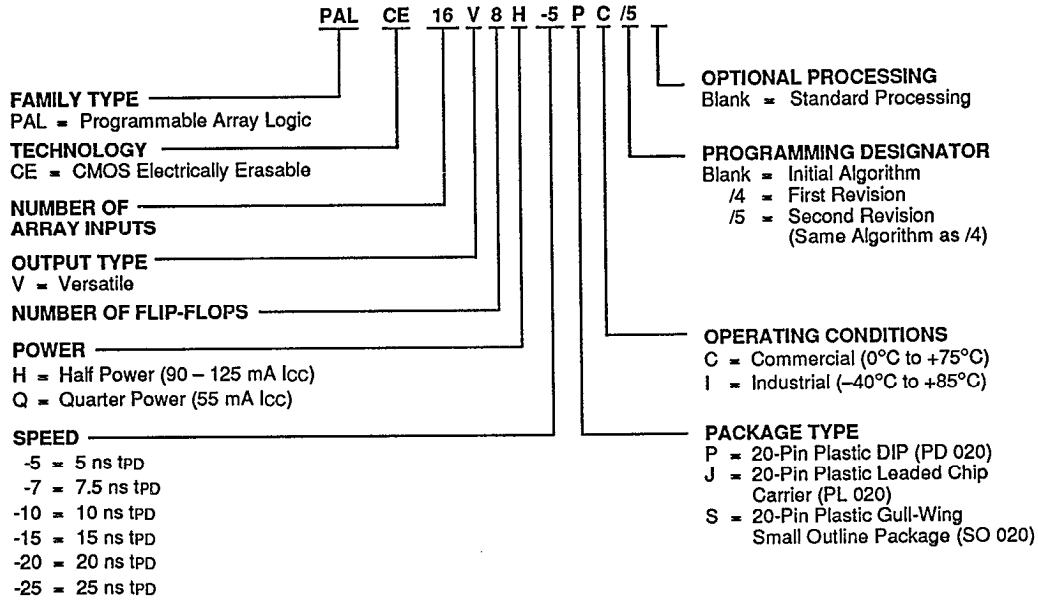 PAL CE 16 V 8 H -5 P C /5
FAMILY TYPE
PAL = Programmable Array Logic
TECHNOLOGY
CE = CMOS Electrically Erasable
NUMBER OF
ARRAY INPUTS
OUTPUT TYPE
V = Versatile
NUMBER OF FLIP-FLOPS
POWER
H = Half Power (90 – 125 mA ICC)
Q = Quarter Power (55 mA ICC)
SPEED
-5 = 5 ns tPD
-7 = 7.5 ns tPD
-10 = 10 ns tPD
-15 = 15 ns tPD
-20 = 20 ns tPD
-25 = 25 ns tPD
OPTIONAL PROCESSING
Blank = Standard Processing
PROGRAMMING DESIGNATOR
Blank = Initial Algorithm
/4 = First Revision
/5 = Second Revision
(Same Algorithm as /4)
OPERATING CONDITIONS
C = Commercial (0°C to +75°C)
I = Industrial (–40°C to +85°C)
PACKAGE TYPE
P = 20-Pin Plastic DIP (PD 020)
J = 20-Pin Plastic Leaded Chip
Carrier (PL 020)
S = 20-Pin Plastic Gull-Wing
Small Outline Package (SO 020)